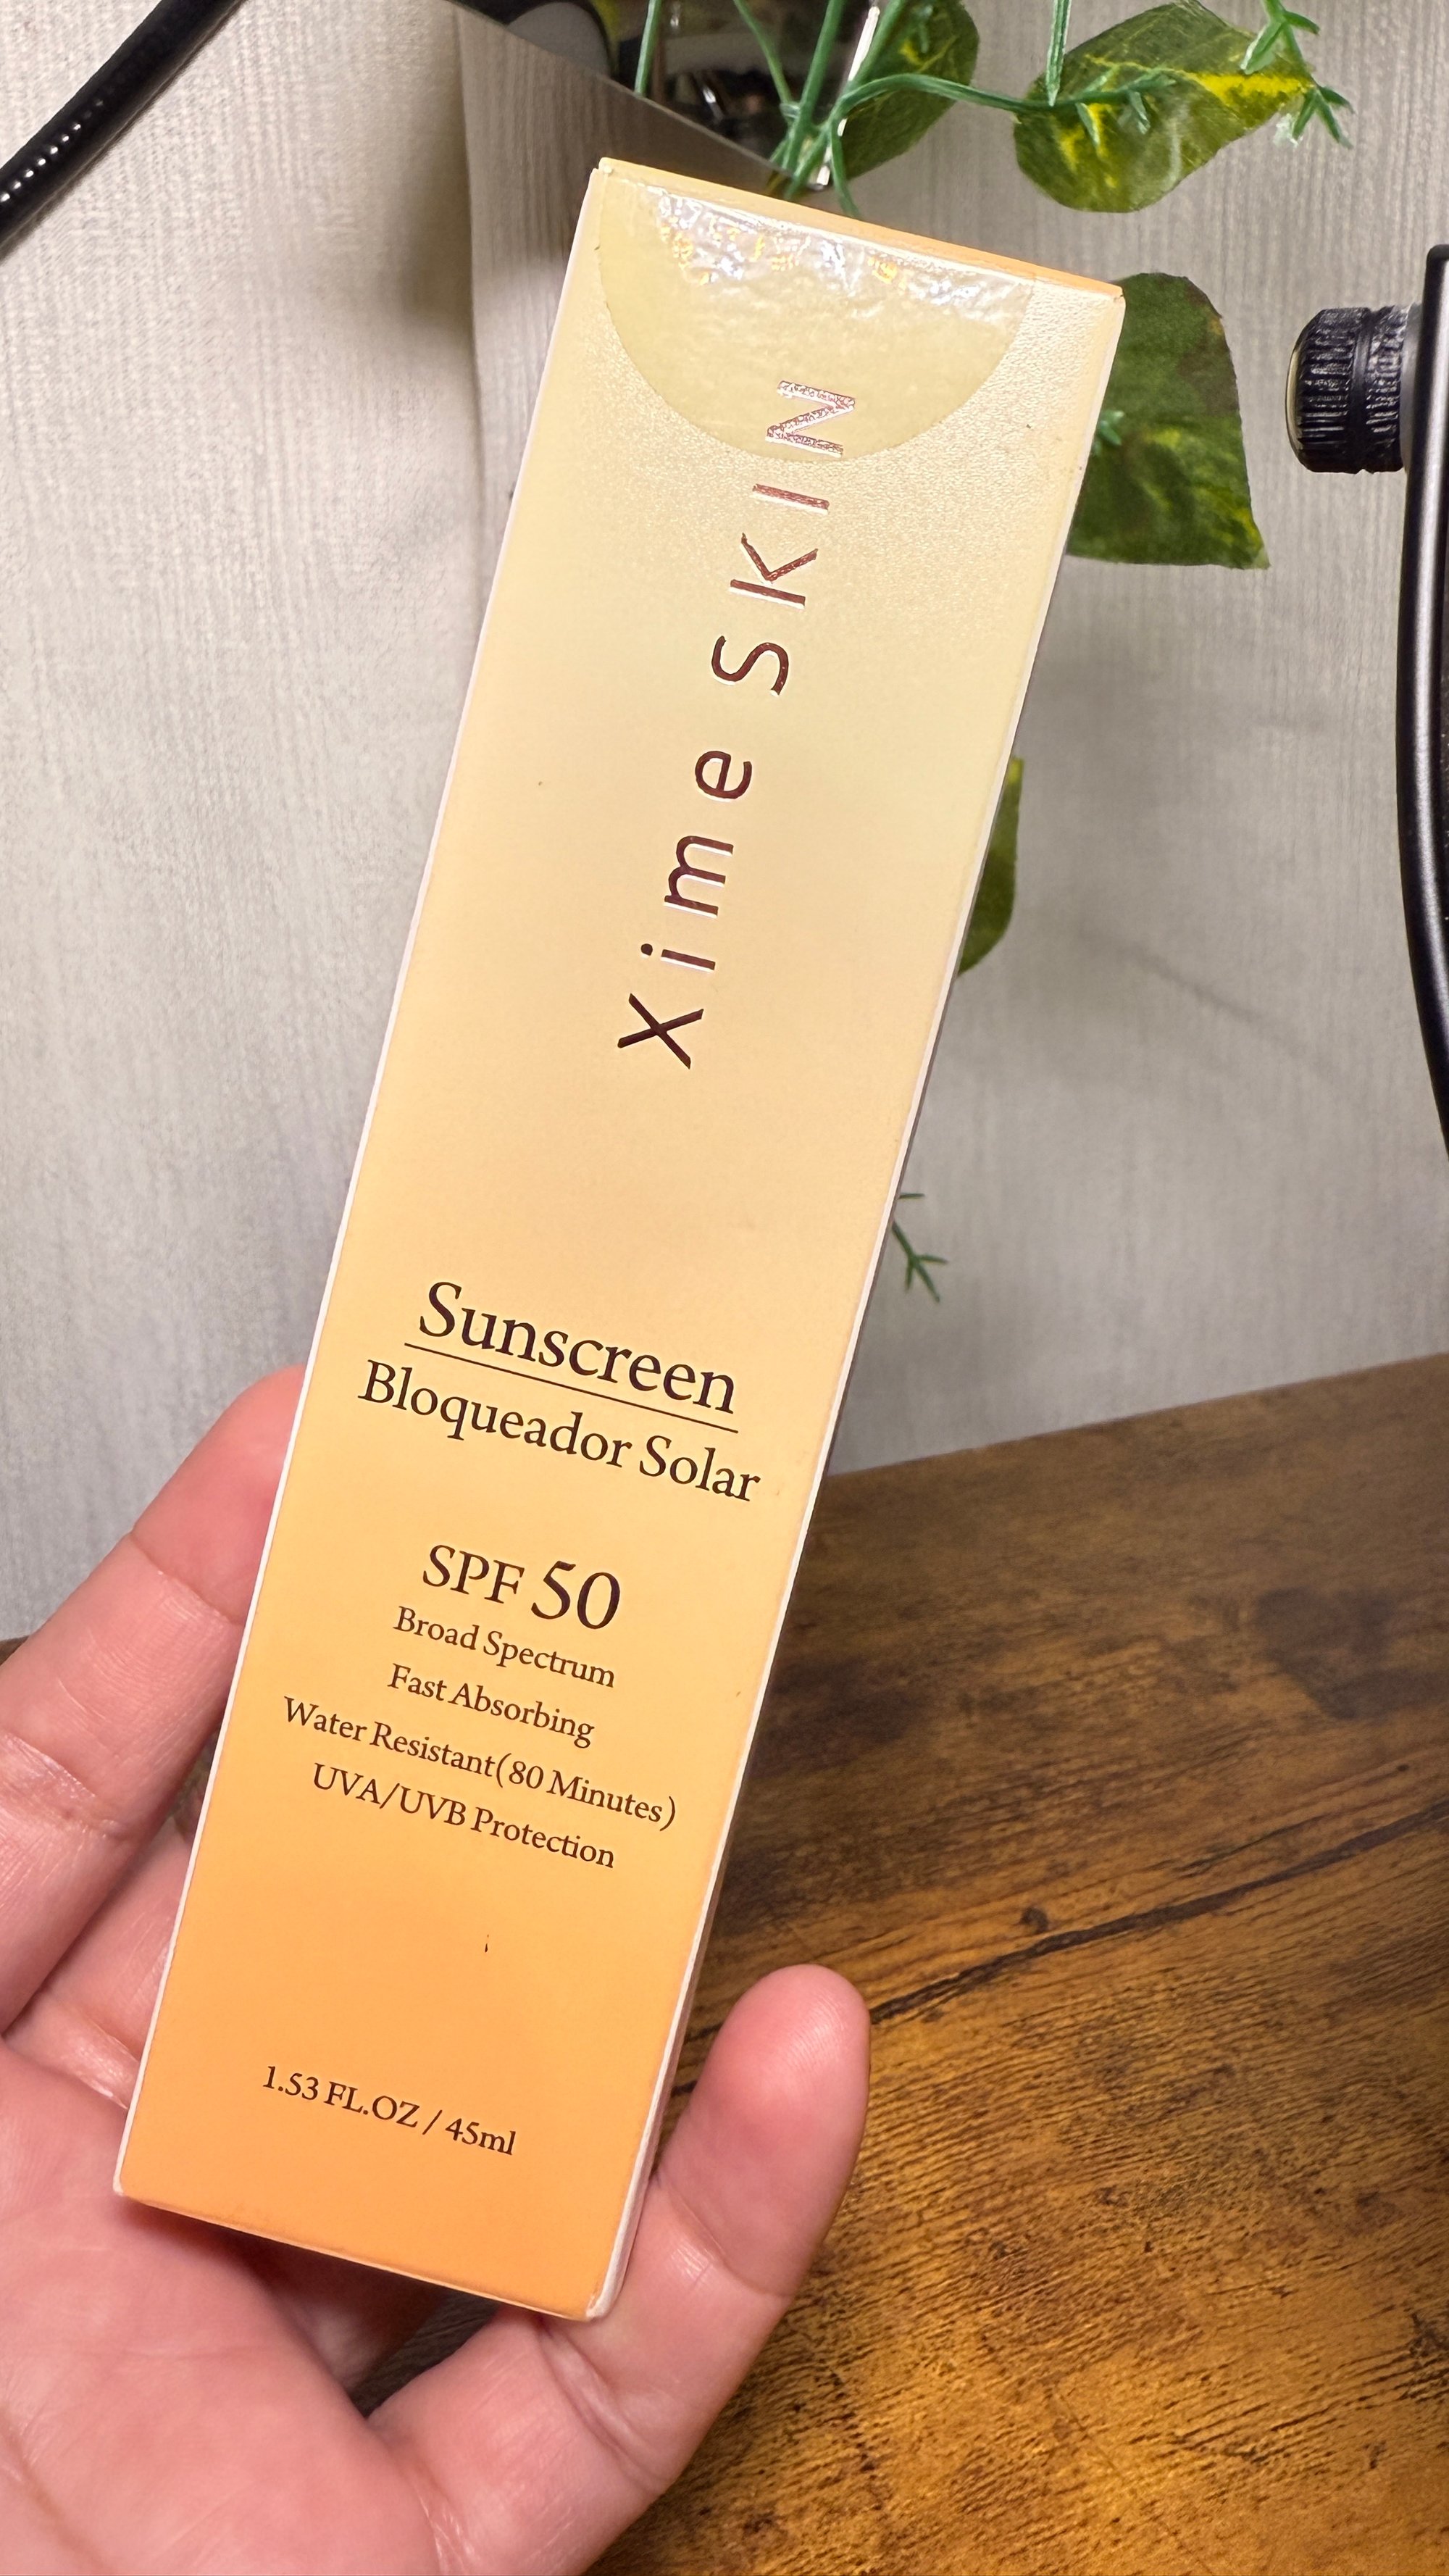 Xime SKIN
Sunscreen
Bloqueador Solar
SPF 50
Broad Spectrum
Fast Absorbing
Water Resistant(80 Minutes)
UVA/UVB Protection
1.53 FL.OZ / 45ml